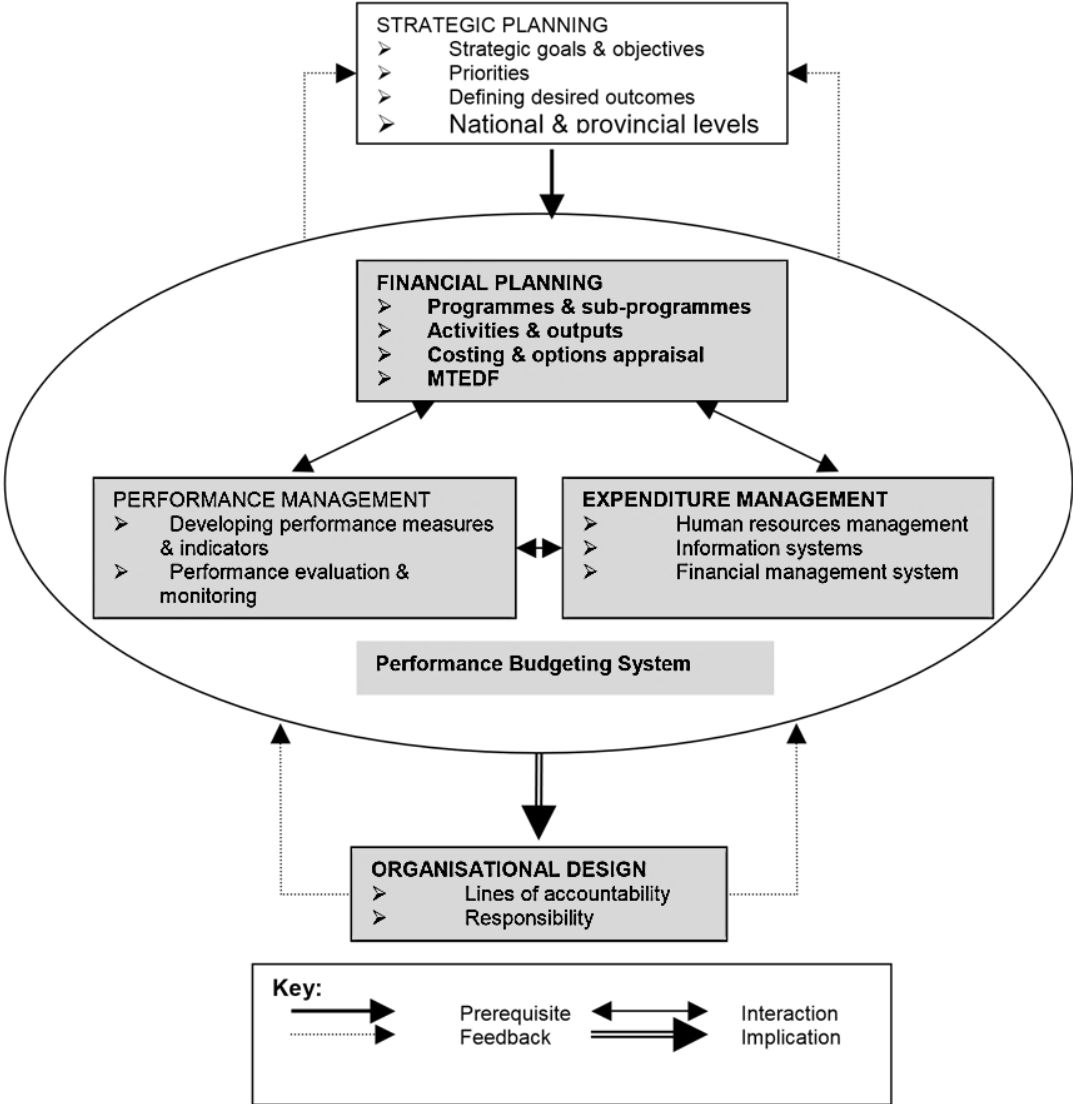 STRATEGIC PLANNING
➢ Strategic goals & objectives
➢ Priorities
➢ Defining desired outcomes
➢ National & provincial levels
FINANCIAL PLANNING
➢ Programmes & sub-programmes
➢ Activities & outputs
➢ Costing & options appraisal
➢ MTEDF
PERFORMANCE MANAGEMENT
➢ Developing performance measures
& indicators
➢ Performance evaluation &
monitoring
EXPENDITURE MANAGEMENT
➢ Human resources management
➢ Information systems
➢ Financial management system
Performance Budgeting System
ORGANISATIONAL DESIGN
➢ Lines of accountability
➢ Responsibility
Key:
Prerequisite Interaction
Feedback Implication